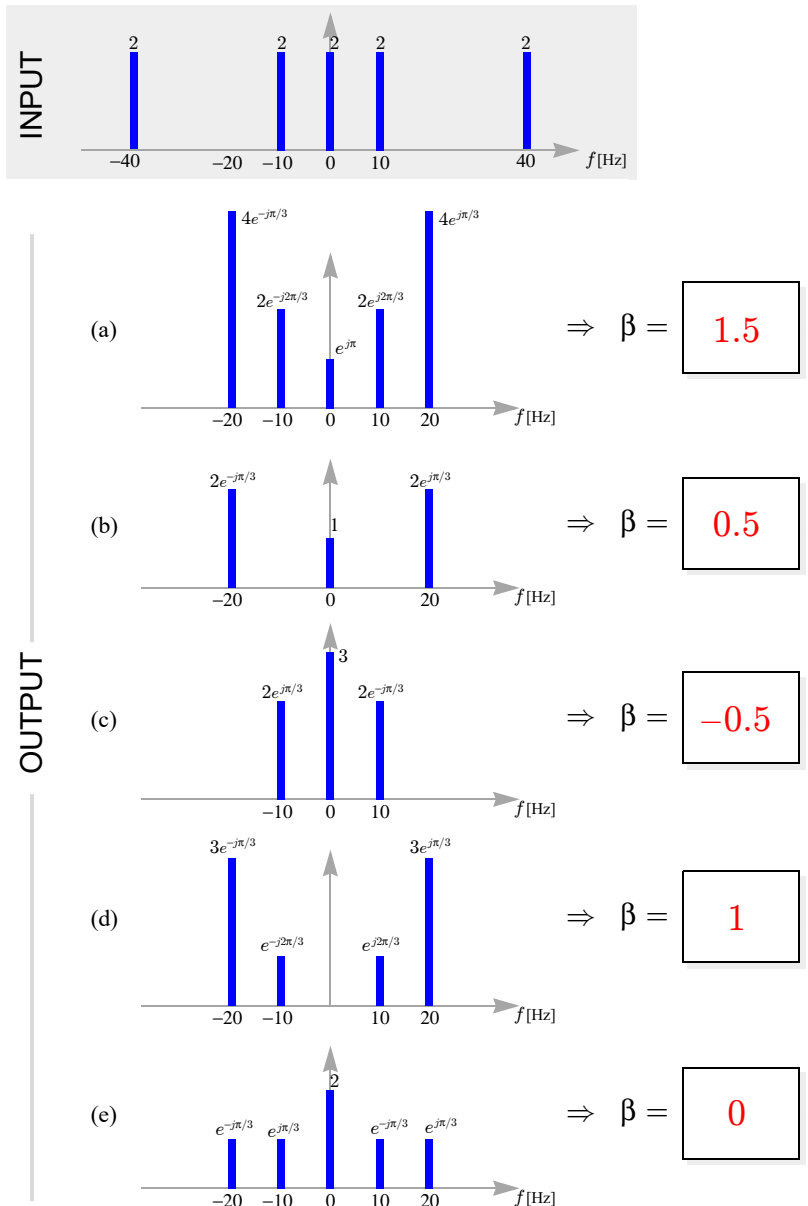 INPUT
2 2 2 2 2
−40 −20 −10 0 10 40 f[Hz]
OUTPUT
4e^{−jπ/3} 4e^{jπ/3}
2e^{−j2π/3} 2e^{j2π/3}
e^{jπ}
(a) ⇒ β = 1.5
−20 −10 0 10 20 f[Hz]
2e^{−jπ/3} 2e^{jπ/3}
1
(b) ⇒ β = 0.5
−20 0 20 f[Hz]
3
2e^{jπ/3} 2e^{−jπ/3}
(c) ⇒ β = −0.5
−10 0 10 f[Hz]
3e^{−jπ/3} 3e^{jπ/3}
(d) ⇒ β = 1
e^{−j2π/3} e^{j2π/3}
−20 −10 10 20 f[Hz]
2
(e) ⇒ β = 0
e^{−jπ/3} e^{jπ/3} e^{−jπ/3} e^{jπ/3}
−20 −10 0 10 20 f[Hz]